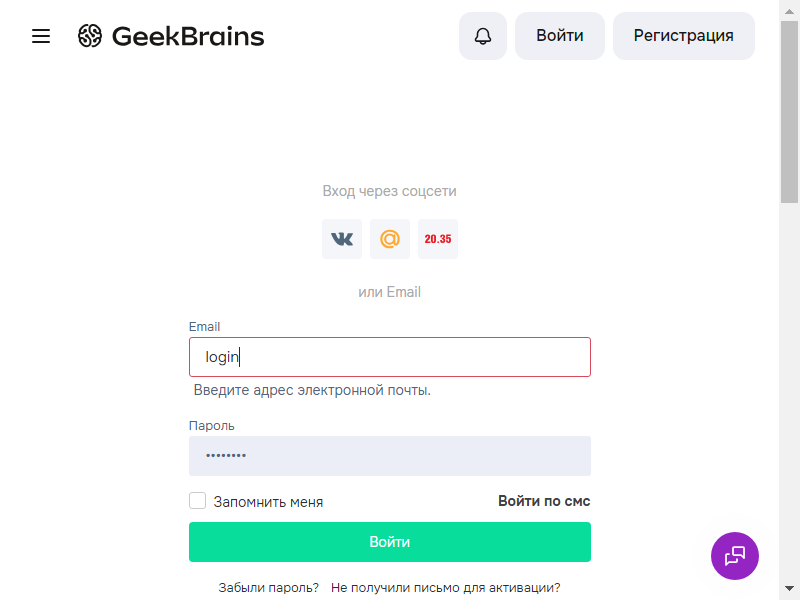 GeekBrains
Войти
Регистрация
Вход через соцсети
20.35
или Email
Email
login
Введите адрес электронной почты.
Пароль
••••••••
Запомнить меня
Войти по смс
Войти
Забыли пароль?
Не получили письмо для активации?